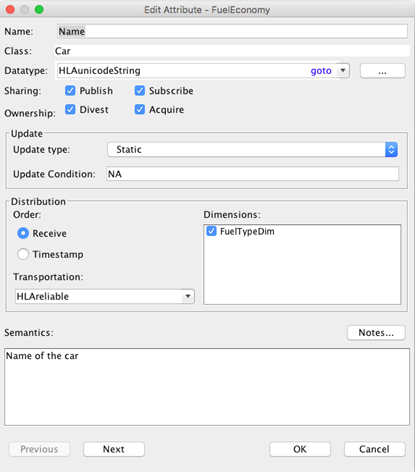 Edit Attribute - FuelEconomy
Name: Name
Class: Car
Datatype: HLAunicodeString goto ...
Sharing: Publish Subscribe
Ownership: Divest Acquire
Update
Update type: Static
Update Condition: NA
Distribution
Order: Dimensions:
Receive FuelTypeDim
Timestamp
Transportation:
HLAreliable
Semantics: Notes...
Name of the car
Previous Next OK Cancel